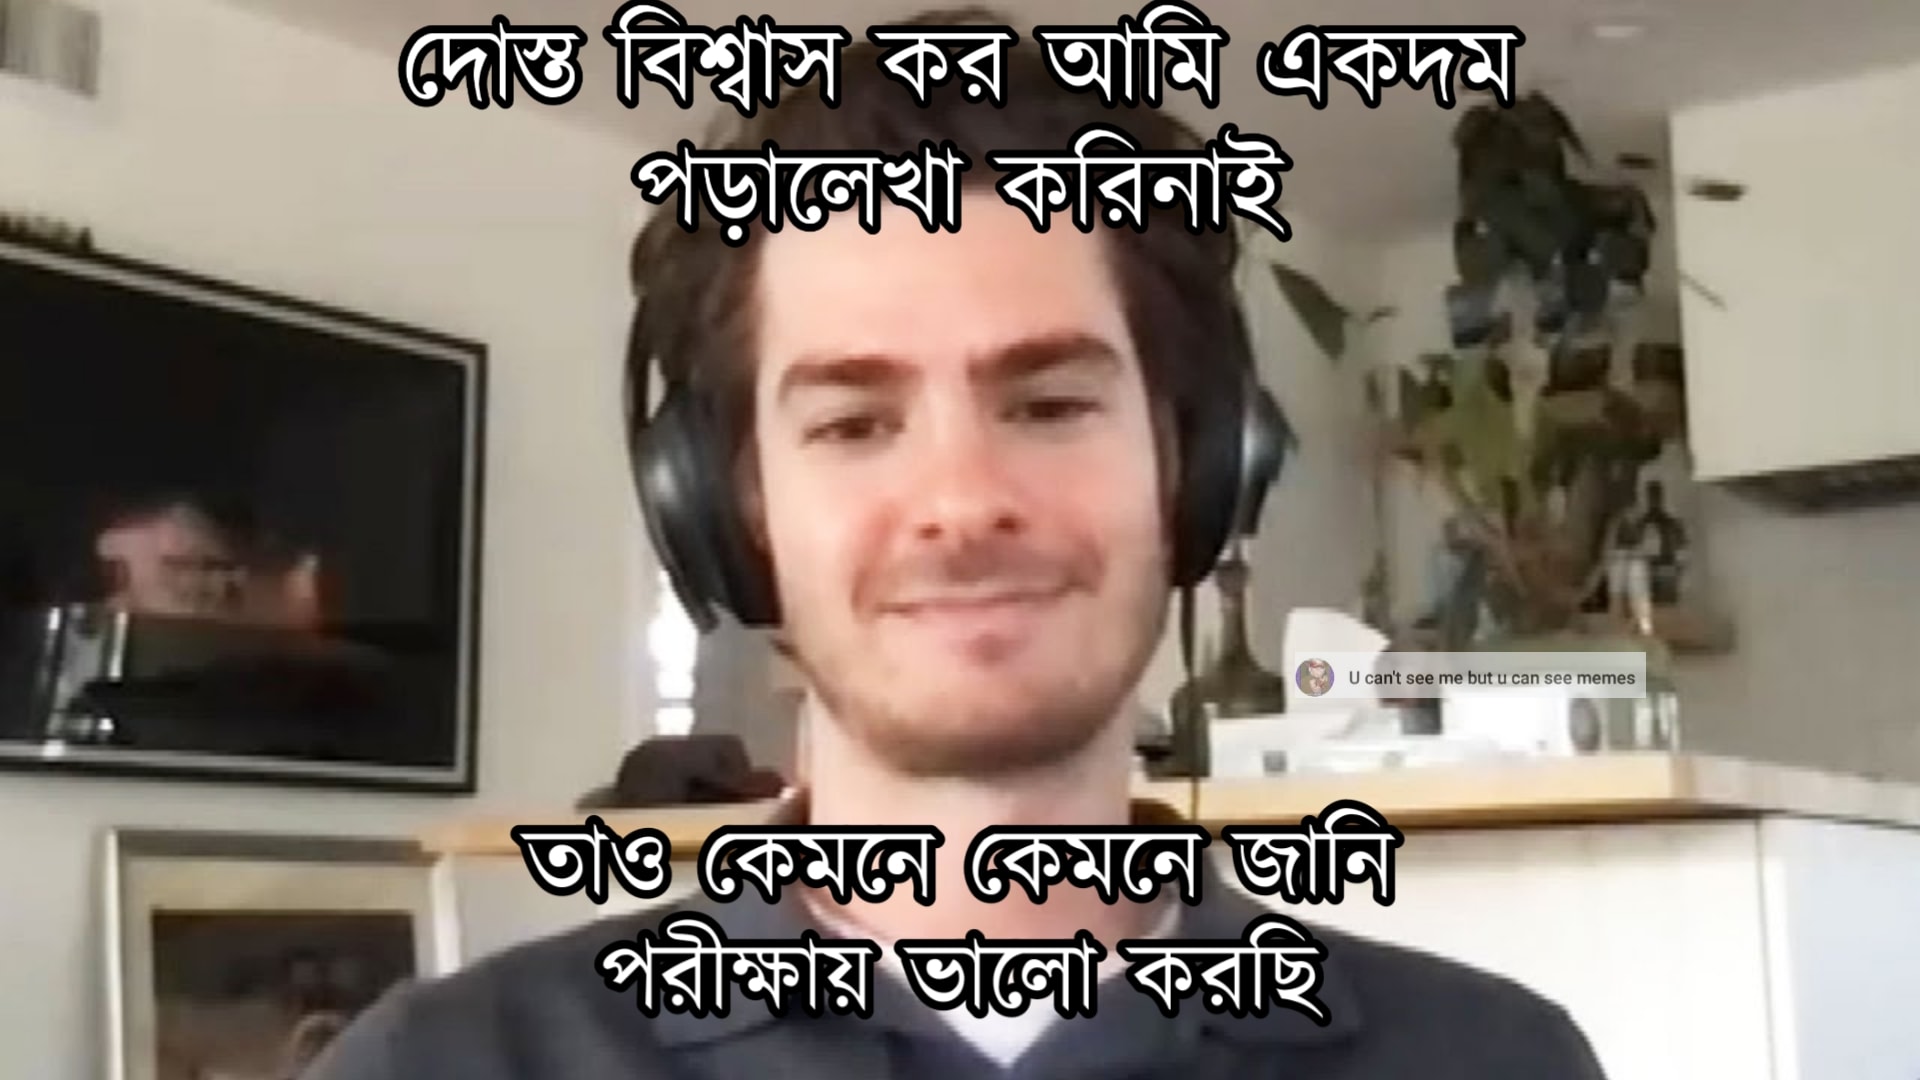 দোস্ত বিশ্বাস কর আমি একদম
পড়ালেখা করিনাই
U can't see me but u can see memes
তাও কেমনে কেমনে জানি
পরীক্ষায় ভালো করছি